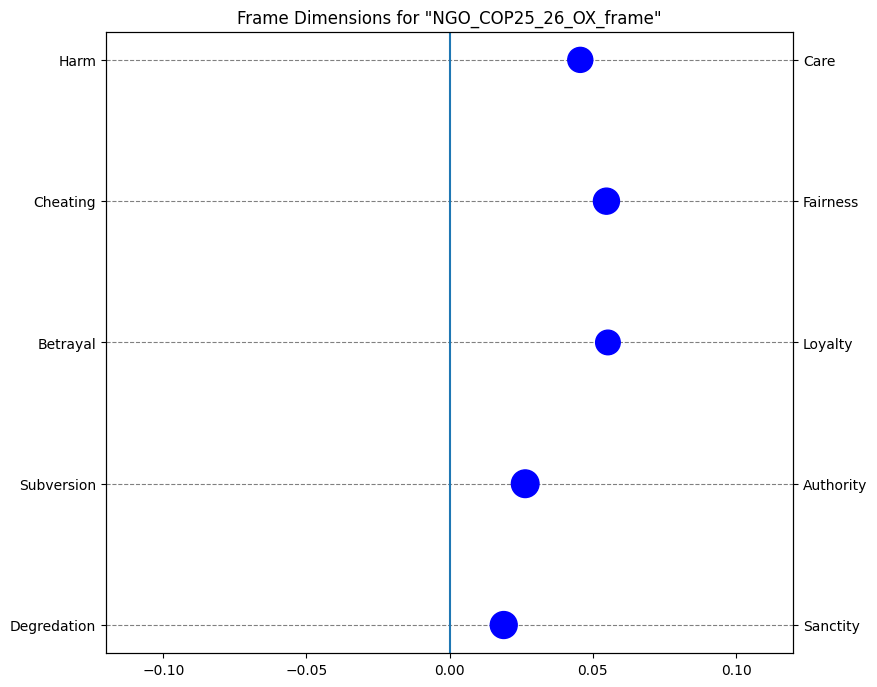 Frame Dimensions for "NGO_COP25_26_OX_frame"
Harm Care
Cheating Fairness
Betrayal Loyalty
Subversion Authority
Degredation Sanctity
−0.10 −0.05 0.00 0.05 0.10